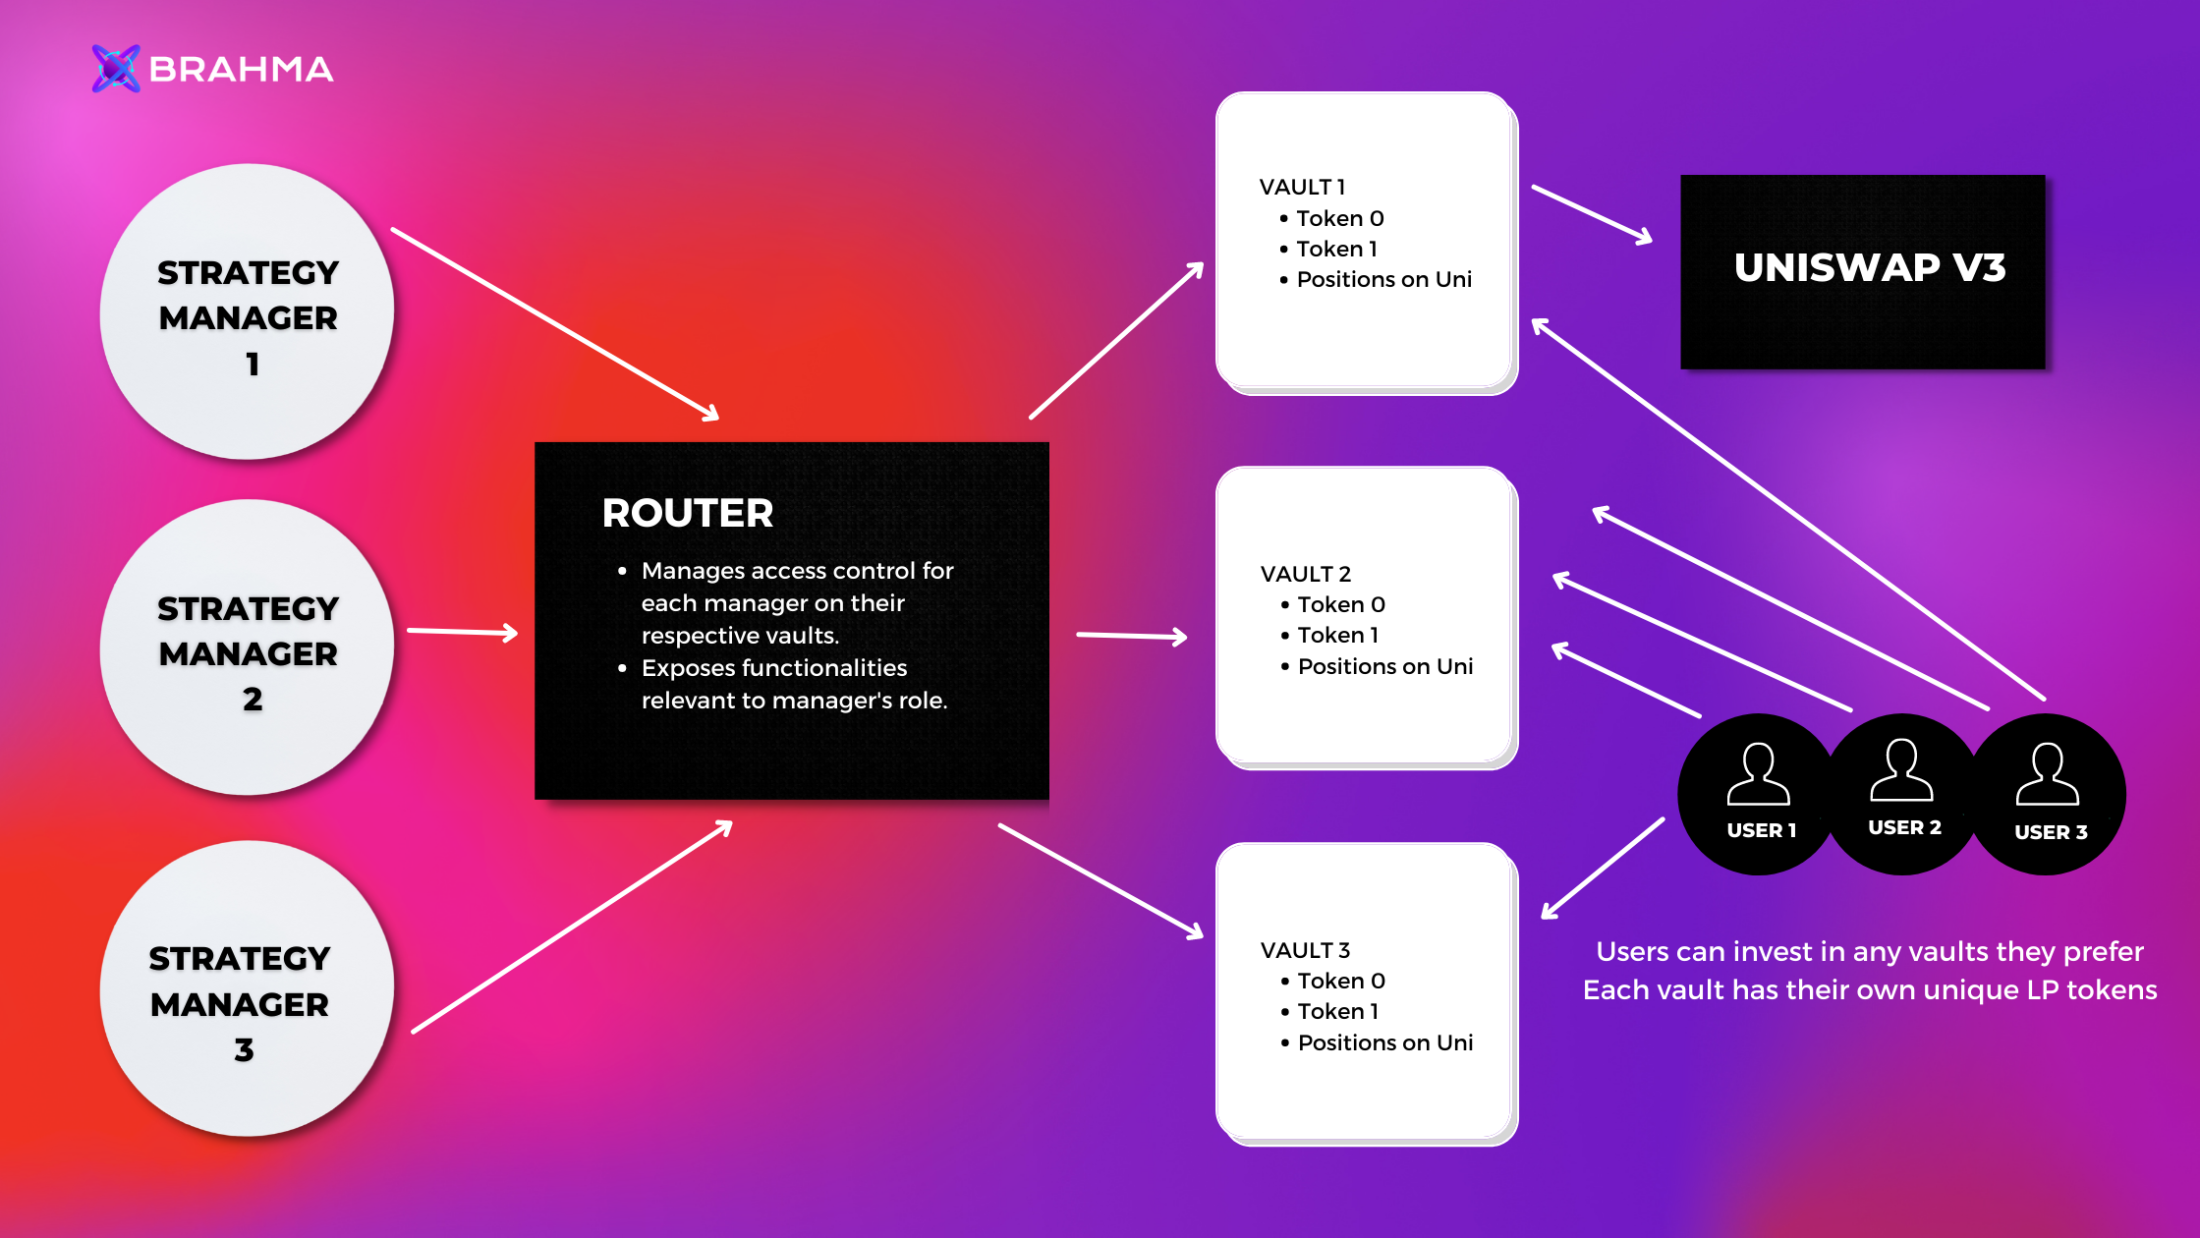 BRAHMA
STRATEGY
MANAGER
1
STRATEGY
MANAGER
2
STRATEGY
MANAGER
3
ROUTER
• Manages access control for
each manager on their
respective vaults.
• Exposes functionalities
relevant to manager's role.
VAULT 1
• Token 0
• Token 1
• Positions on Uni
VAULT 2
• Token 0
• Token 1
• Positions on Uni
VAULT 3
• Token 0
• Token 1
• Positions on Uni
UNISWAP V3
USER 1
USER 2
USER 3
Users can invest in any vaults they prefer
Each vault has their own unique LP tokens